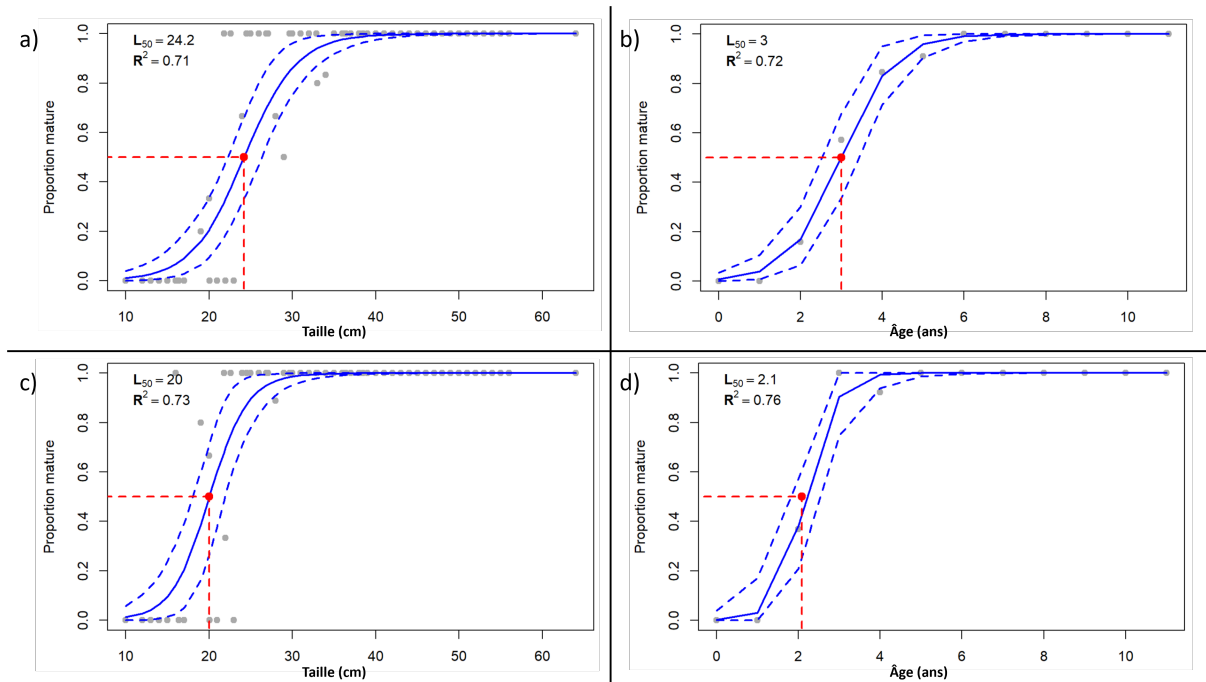 a)
L50 = 24.2
R2 = 0.71
Proportion mature
0.0 0.2 0.4 0.6 0.8 1.0
10 20 30 40 50 60
Taille (cm)
b)
L50 = 3
R2 = 0.72
Proportion mature
0.0 0.2 0.4 0.6 0.8 1.0
0 2 4 6 8 10
Âge (ans)
c)
L50 = 20
R2 = 0.73
Proportion mature
0.0 0.2 0.4 0.6 0.8 1.0
10 20 30 40 50 60
Taille (cm)
d)
L50 = 2.1
R2 = 0.76
Proportion mature
0.0 0.2 0.4 0.6 0.8 1.0
0 2 4 6 8 10
Âge (ans)